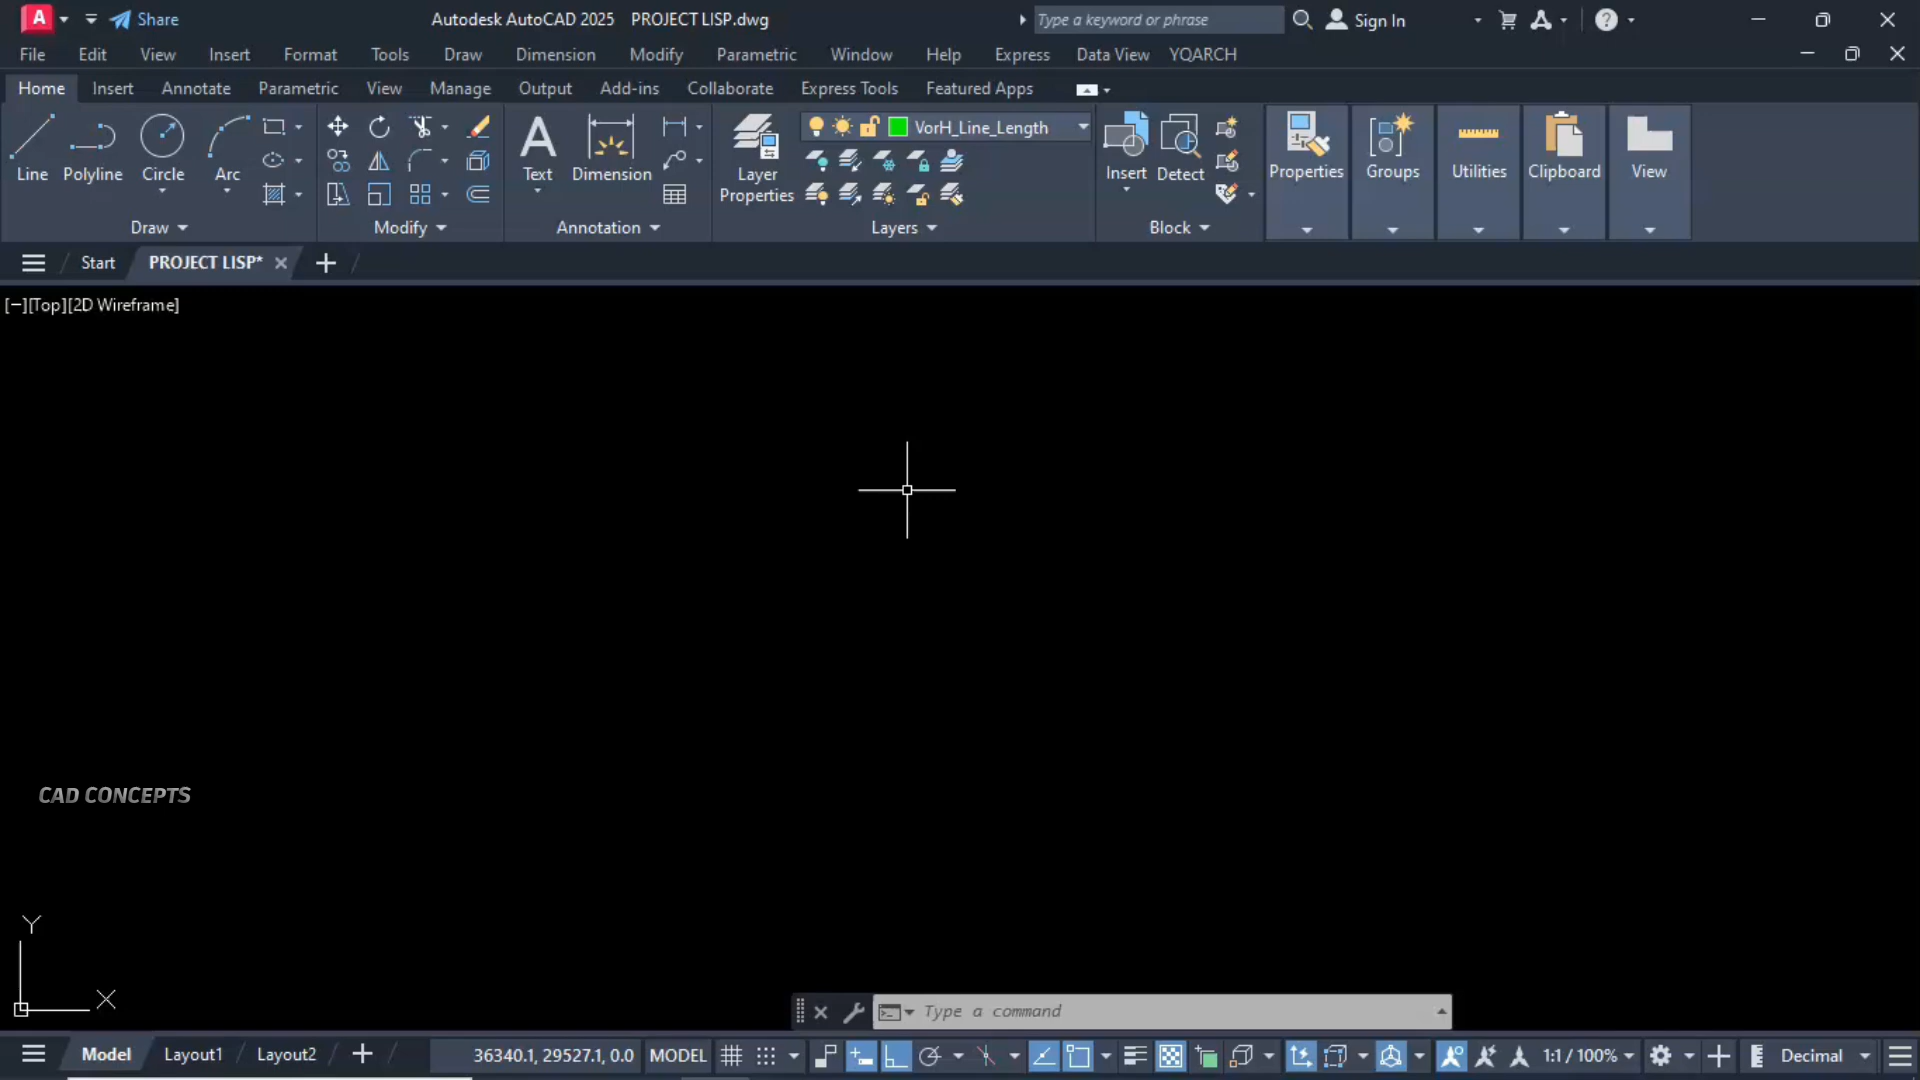 Share
Autodesk AutoCAD 2025 PROJECT LISP.dwg
Type a keyword or phrase
Sign In
File Edit View Insert Format Tools Draw Dimension Modify Parametric Window Help Express Data View YQARCH
Home Insert Annotate Parametric View Manage Output Add-ins Collaborate Express Tools Featured Apps
VorH_Line_Length
Line Polyline Circle Arc
Text Dimension
Layer
Properties
Insert Detect
Properties Groups Utilities Clipboard View
Draw Modify Annotation Layers Block
Start PROJECT LISP*
[−][Top][2D Wireframe]
CAD CONCEPTS
Y
X
Type a command
Model Layout1 Layout2
36340.1, 29527.1, 0.0 MODEL
1:1 / 100%
Decimal